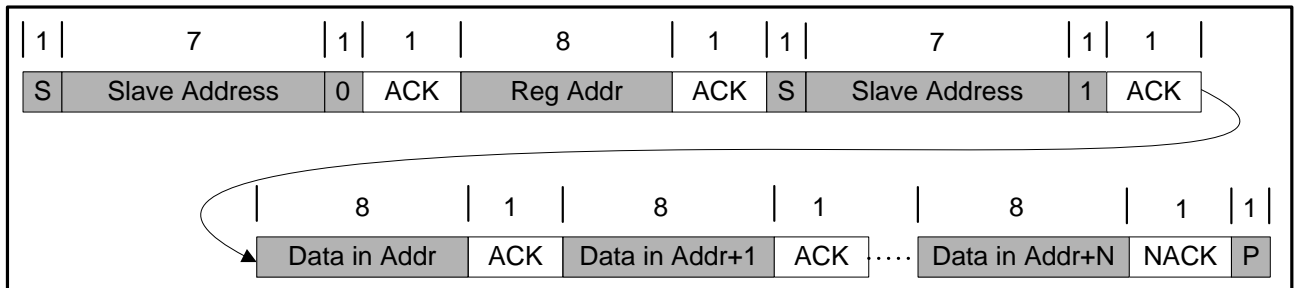 1 7 1 1 8 1 1 7 1 1
S Slave Address 0 ACK Reg Addr ACK S Slave Address 1 ACK
8 1 8 1 8 1 1
Data in Addr ACK Data in Addr+1 ACK ..... Data in Addr+N NACK P